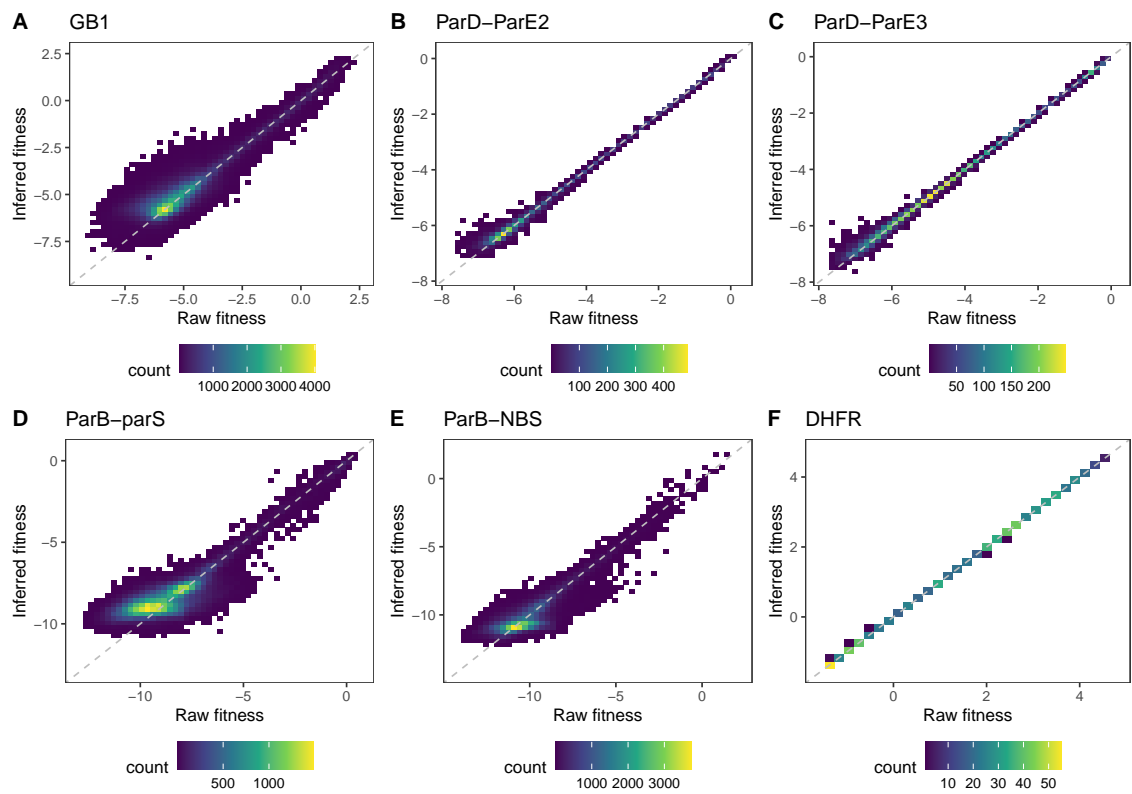 A GB1
2.5
0.0
−2.5
−5.0
−7.5
Inferred fitness
−7.5 −5.0 −2.5 0.0 2.5
Raw fitness
count
1000 2000 3000 4000
B ParD−ParE2
0
−2
−4
−6
−8
Inferred fitness
−8 −6 −4 −2 0
Raw fitness
count
100 200 300 400
C ParD−ParE3
0
−2
−4
−6
−8
Inferred fitness
−8 −6 −4 −2 0
Raw fitness
count
50 100 150 200
D ParB−parS
0
−5
−10
Inferred fitness
−10 −5 0
Raw fitness
count
500 1000
E ParB−NBS
0
−5
−10
Inferred fitness
−10 −5 0
Raw fitness
count
1000 2000 3000
F DHFR
4
2
0
Inferred fitness
0 2 4
Raw fitness
count
10 20 30 40 50